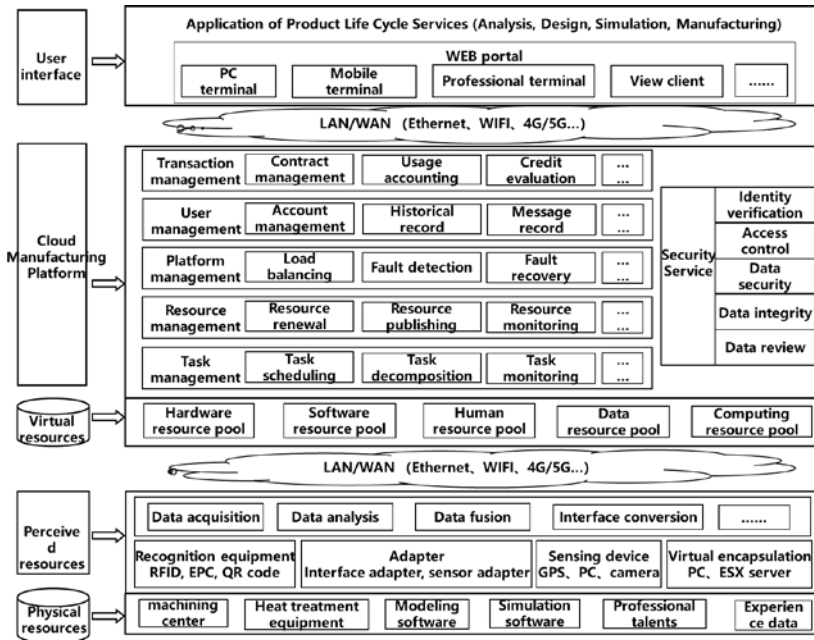 User
interface
Application of Product Life Cycle Services (Analysis, Design, Simulation, Manufacturing)
WEB portal
PC
terminal
Mobile
terminal
Professional terminal
View client
......
LAN/WAN (Ethernet、WIFI、4G/5G...)
Cloud
Manufacturing
Platform
Transaction
management
Contract
management
Usage
accounting
Credit
evaluation
...
...
User
management
Account
management
Historical
record
Message
record
...
...
Platform
management
Load
balancing
Fault detection
Fault
recovery
...
...
Resource
management
Resource
renewal
Resource
publishing
Resource
monitoring
...
...
Task
management
Task
scheduling
Task
decomposition
Task
monitoring
...
...
Security
Service
Identity
verification
Access
control
Data
security
Data integrity
Data review
Virtual
resources
Hardware
resource pool
Software
resource pool
Human
resource pool
Data
resource pool
Computing
resource pool
LAN/WAN (Ethernet、WIFI、4G/5G...)
Perceive
d
resources
Data acquisition
Data analysis
Data fusion
Interface conversion
......
Recognition equipment
RFID, EPC, QR code
Adapter
Interface adapter, sensor adapter
Sensing device
GPS、PC、camera
Virtual encapsulation
PC、ESX server
Physical
resources
machining
center
Heat treatment
equipment
Modeling
software
Simulation
software
Professional
talents
Experien
ce data